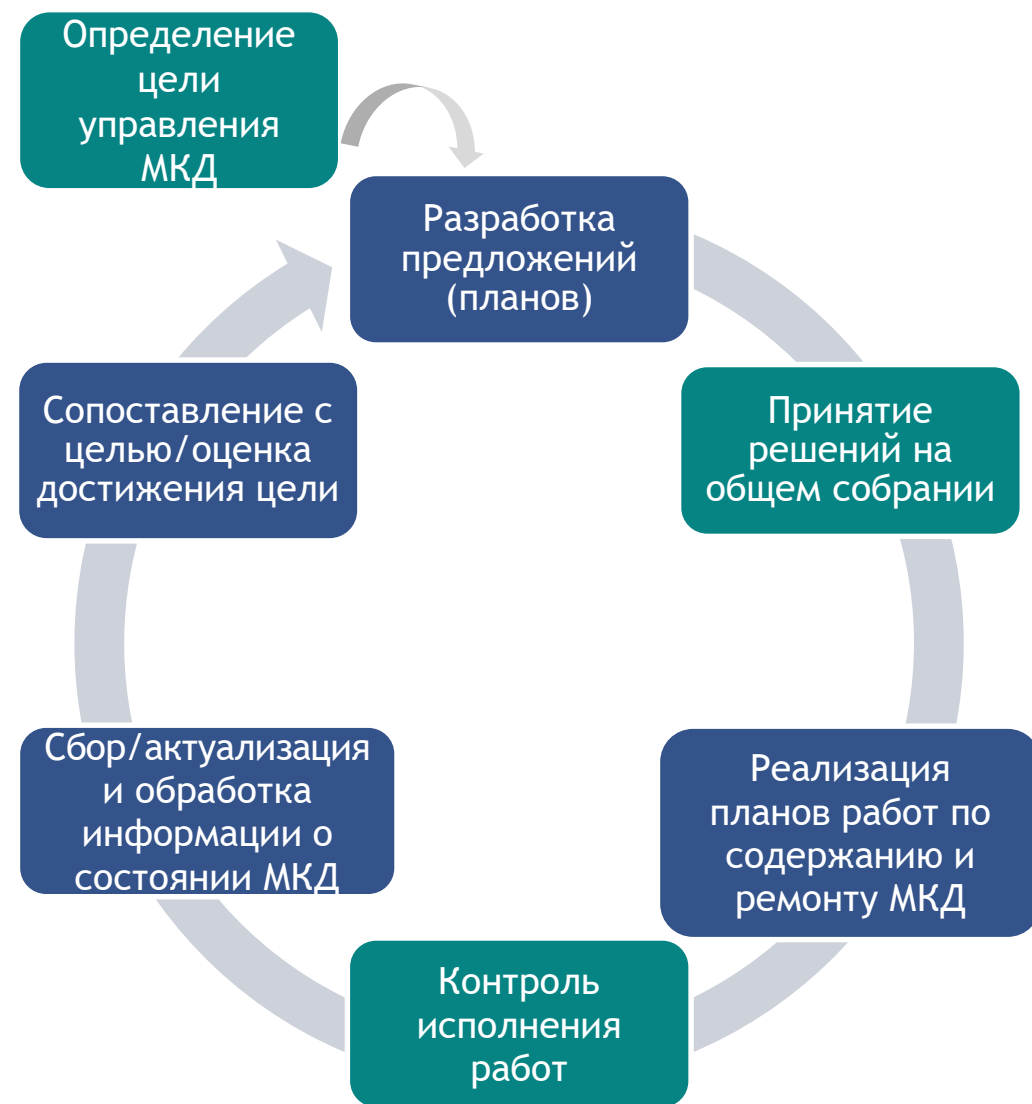 Определение
цели
управления
МКД
Разработка
предложений
(планов)
Принятие
решений на
общем собрании
Реализация
планов работ по
содержанию и
ремонту МКД
Контроль
исполнения
работ
Сбор/актуализация
и обработка
информации о
состоянии МКД
Сопоставление с
целью/оценка
достижения цели